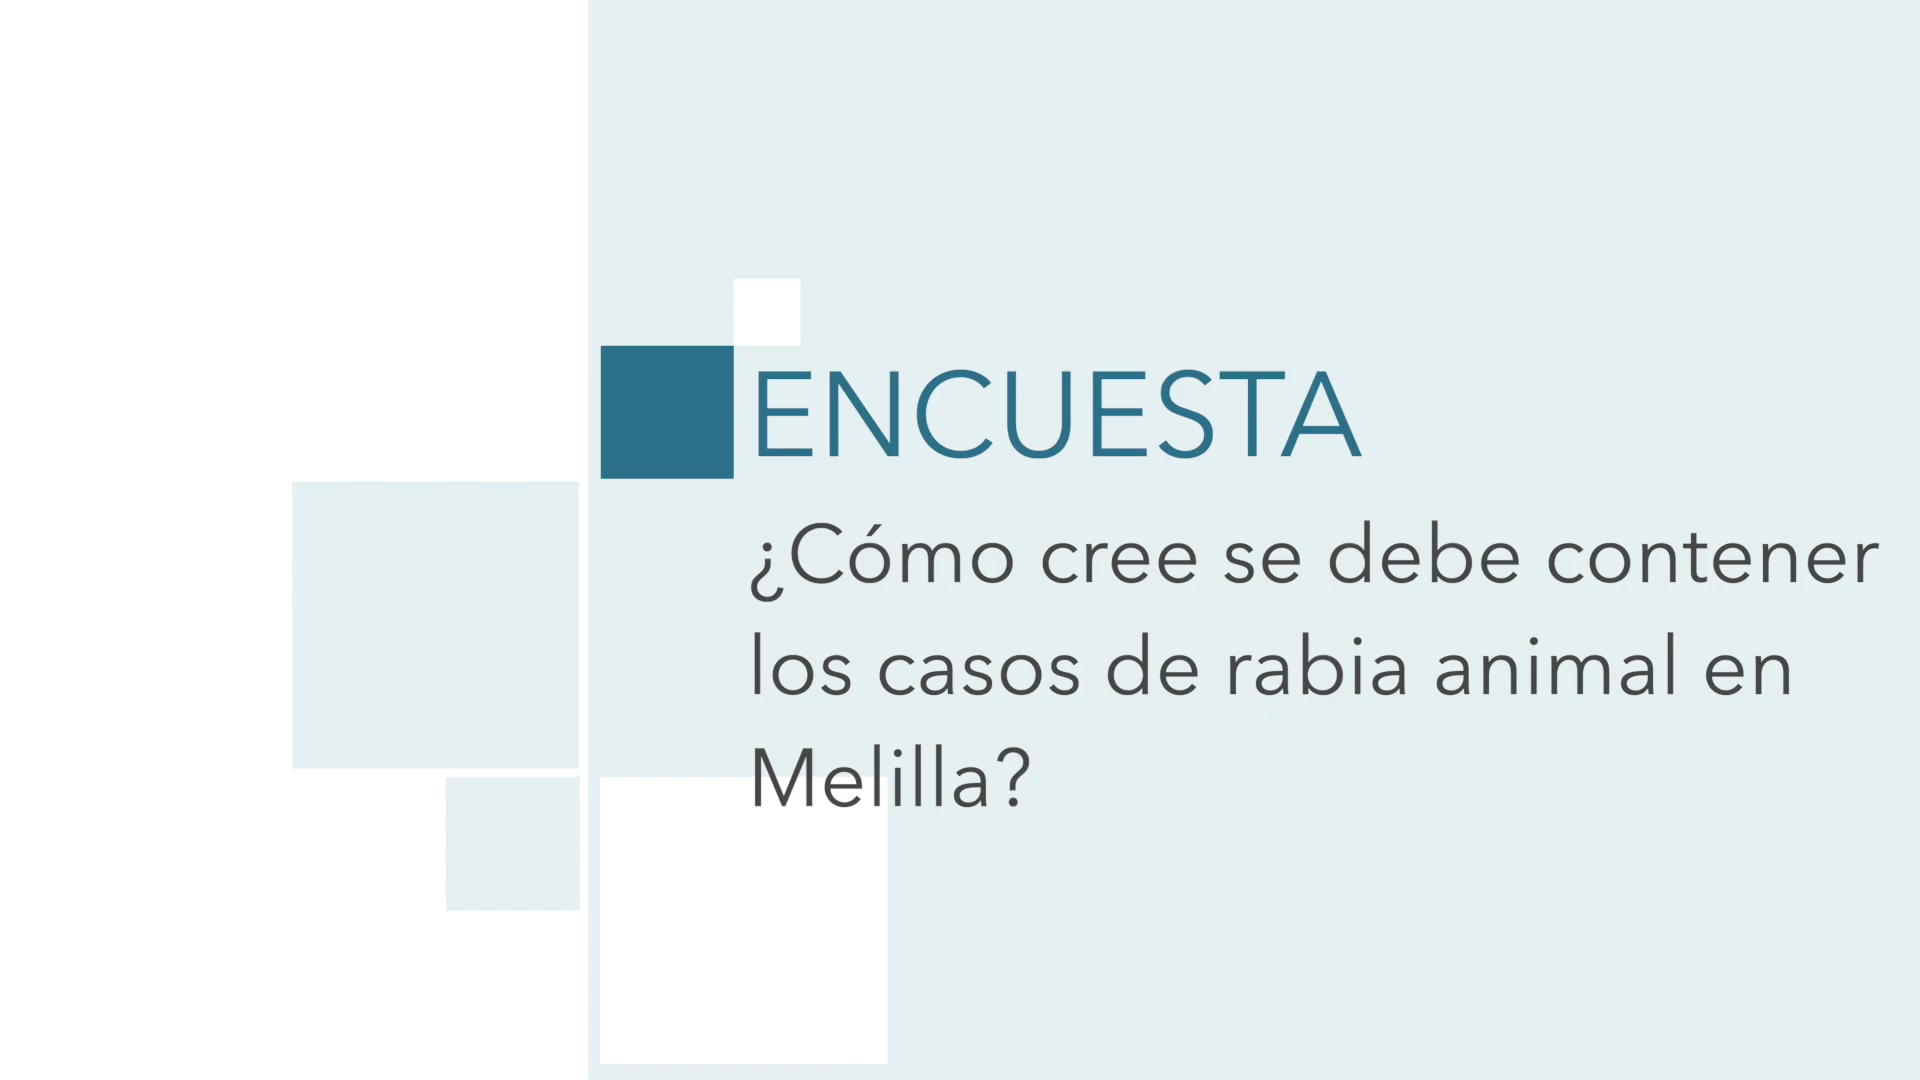 ENCUESTA
¿Cómo cree se debe contener
los casos de rabia animal en
Melilla?